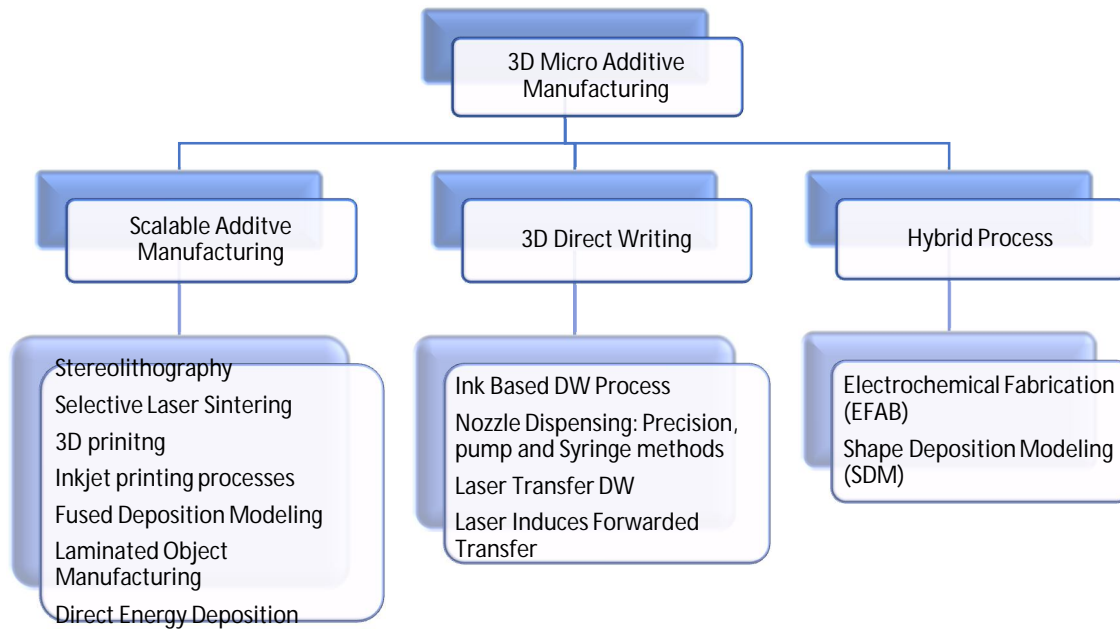 3D Micro Additive
Manufacturing
Scalable Additve
Manufacturing
3D Direct Writing
Hybrid Process
Stereolithography
Selective Laser Sintering
3D prinitng
Inkjet printing processes
Fused Deposition Modeling
Laminated Object
Manufacturing
Direct Energy Deposition
Ink Based DW Process
Nozzle Dispensing: Precision,
pump and Syringe methods
Laser Transfer DW
Laser Induces Forwarded
Transfer
Electrochemical Fabrication
(EFAB)
Shape Deposition Modeling
(SDM)